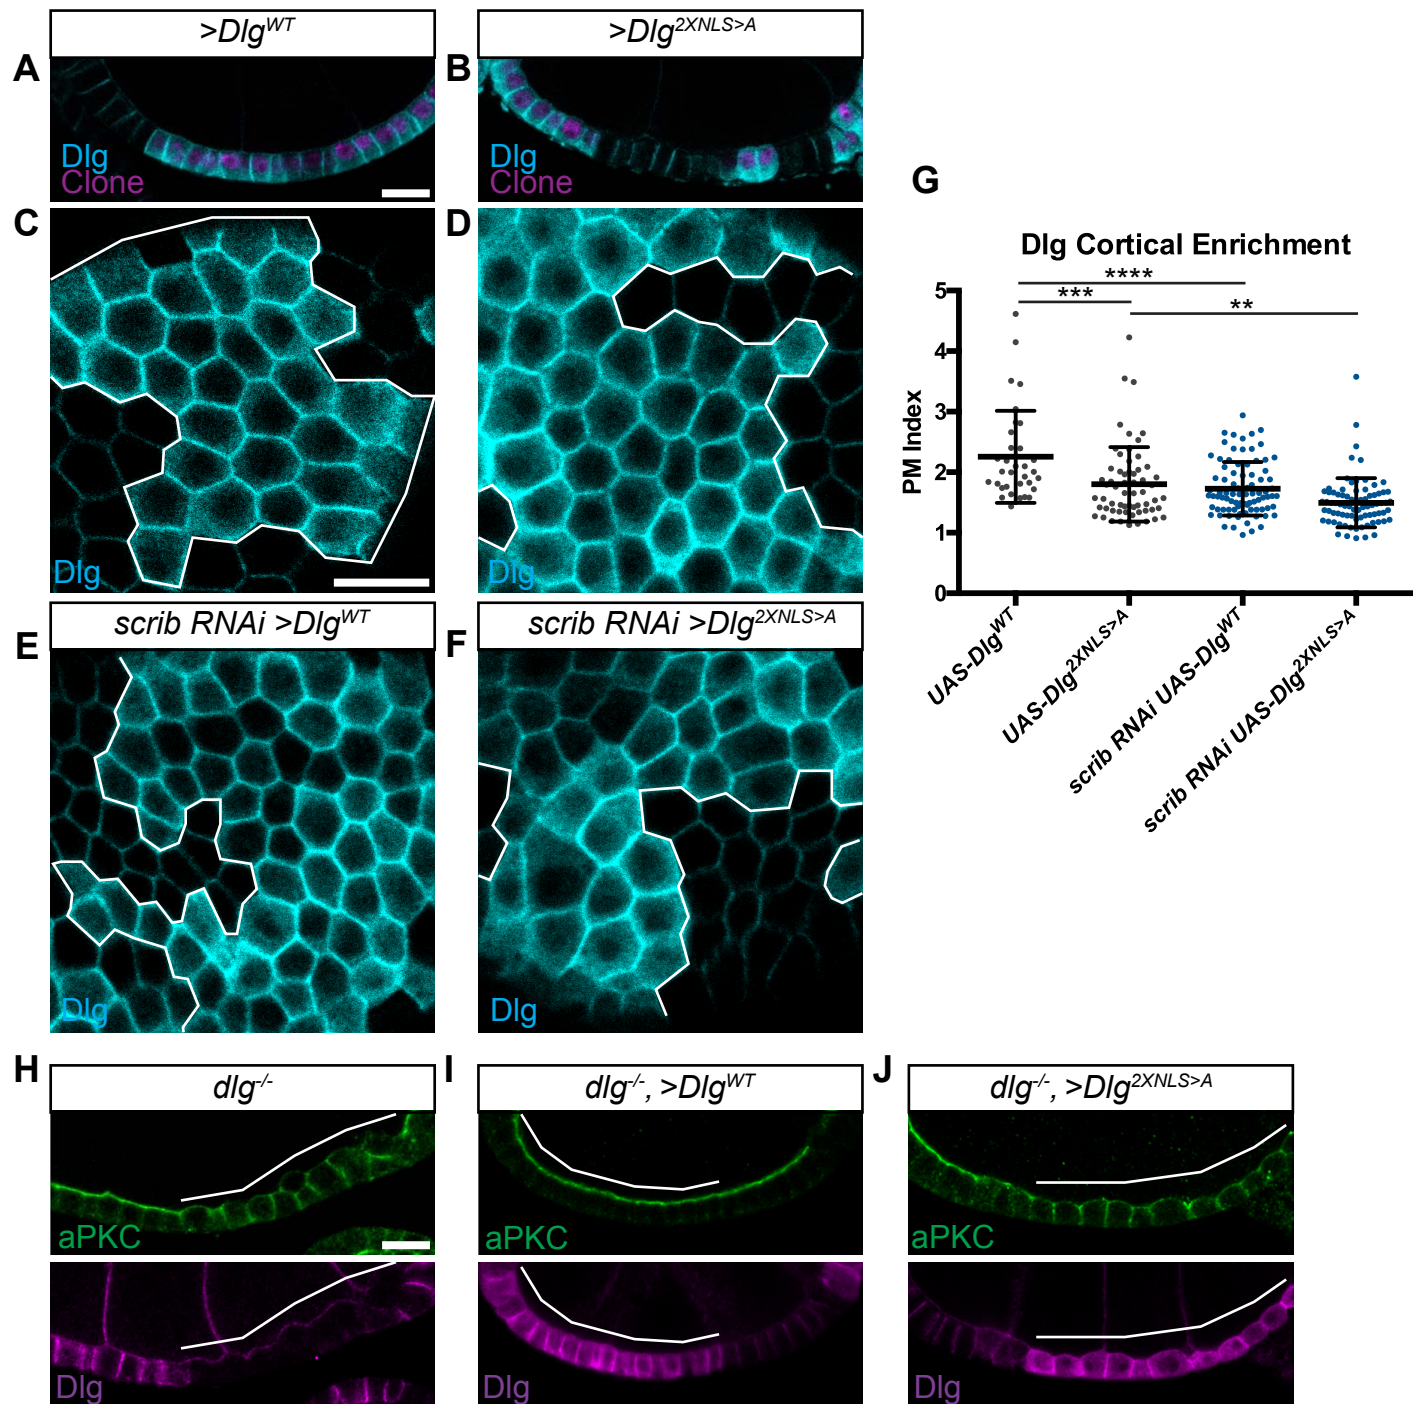 >Dlg^WT
>Dlg^2XNLS>A
A
B
Dlg
Clone
Dlg
Clone
C
D
Dlg
Dlg
G
Dlg Cortical Enrichment
****
***
**
PM Index
5
4
3
2
1
0
UAS-Dlg^WT
UAS-Dlg^2XNLS>A
scrib RNAi UAS-Dlg^WT
scrib RNAi UAS-Dlg^2XNLS>A
scrib RNAi >Dlg^WT
scrib RNAi >Dlg^2XNLS>A
E
F
Dlg
Dlg
H
I
J
dlg^-/-
dlg^-/-, >Dlg^WT
dlg^-/-, >Dlg^2XNLS>A
aPKC
aPKC
aPKC
Dlg
Dlg
Dlg